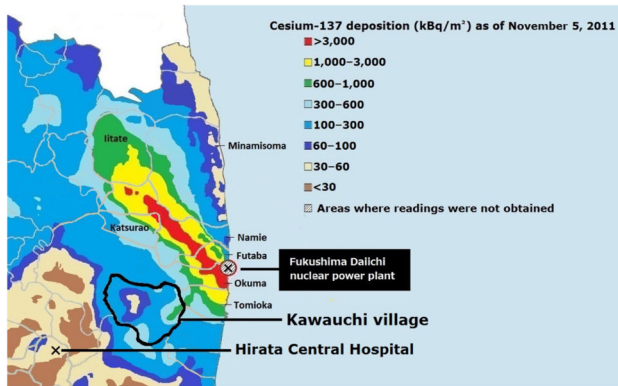 Cesium-137 deposition (kBq/m²) as of November 5, 2011
>3,000
1,000–3,000
600–1,000
300–600
100–300
60–100
30–60
<30
Areas where readings were not obtained
Iitate
Minamisoma
Katsurao
Namie
Futaba
Fukushima Daiichi
nuclear power plant
Okuma
Tomioka
Kawauchi village
Hirata Central Hospital